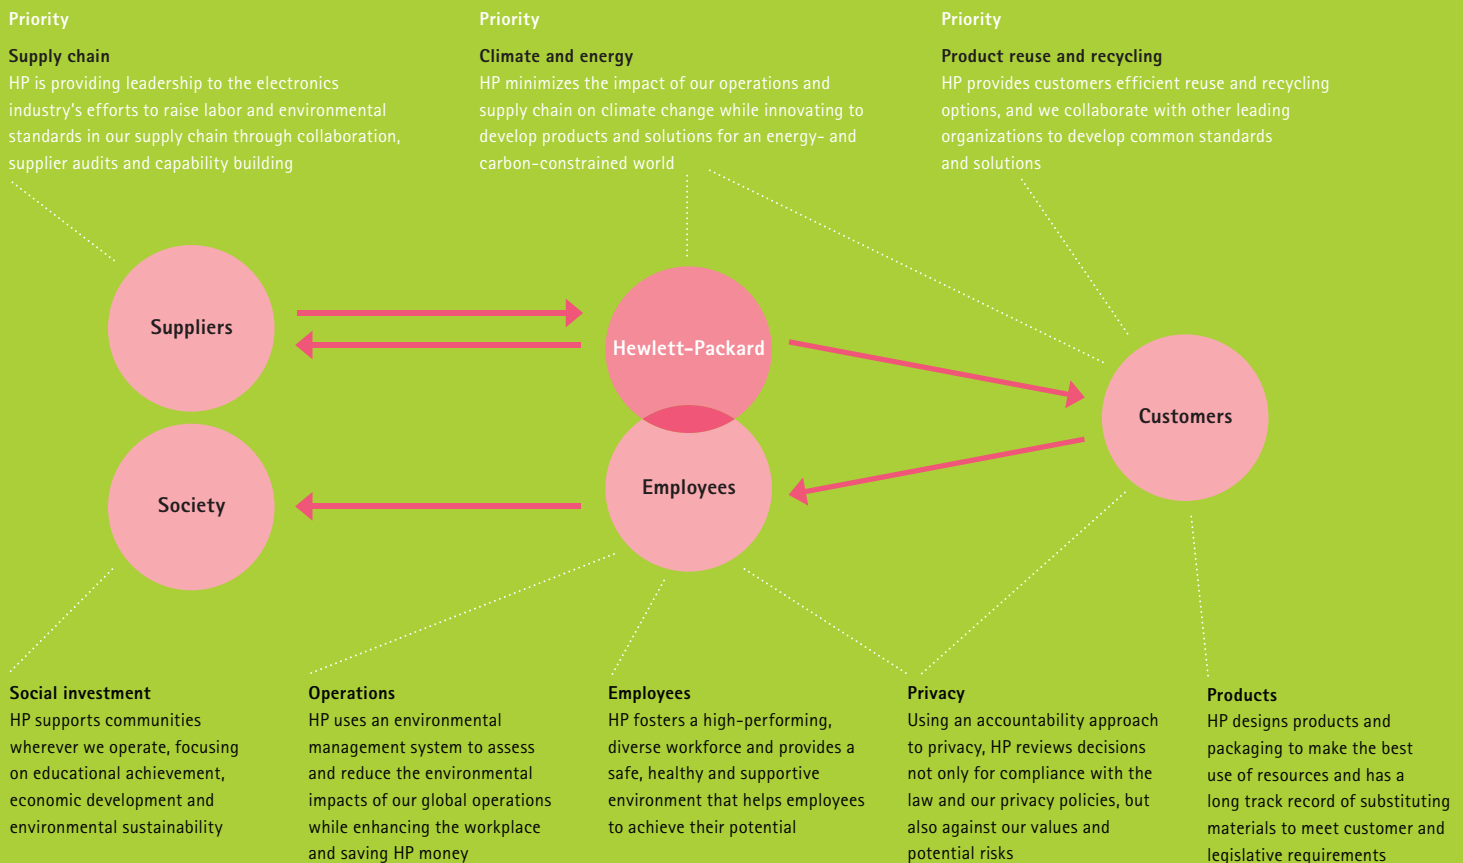 Priority
Supply chain
HP is providing leadership to the electronics
industry's efforts to raise labor and environmental
standards in our supply chain through collaboration,
supplier audits and capability building
Priority
Climate and energy
HP minimizes the impact of our operations and
supply chain on climate change while innovating to
develop products and solutions for an energy- and
carbon-constrained world
Priority
Product reuse and recycling
HP provides customers efficient reuse and recycling
options, and we collaborate with other leading
organizations to develop common standards
and solutions
Suppliers
Hewlett-Packard
Customers
Society
Employees
Social investment
HP supports communities
wherever we operate, focusing
on educational achievement,
economic development and
environmental sustainability
Operations
HP uses an environmental
management system to assess
and reduce the environmental
impacts of our global operations
while enhancing the workplace
and saving HP money
Employees
HP fosters a high-performing,
diverse workforce and provides a
safe, healthy and supportive
environment that helps employees
to achieve their potential
Privacy
Using an accountability approach
to privacy, HP reviews decisions
not only for compliance with the
law and our privacy policies, but
also against our values and
potential risks
Products
HP designs products and
packaging to make the best
use of resources and has a
long track record of substituting
materials to meet customer and
legislative requirements